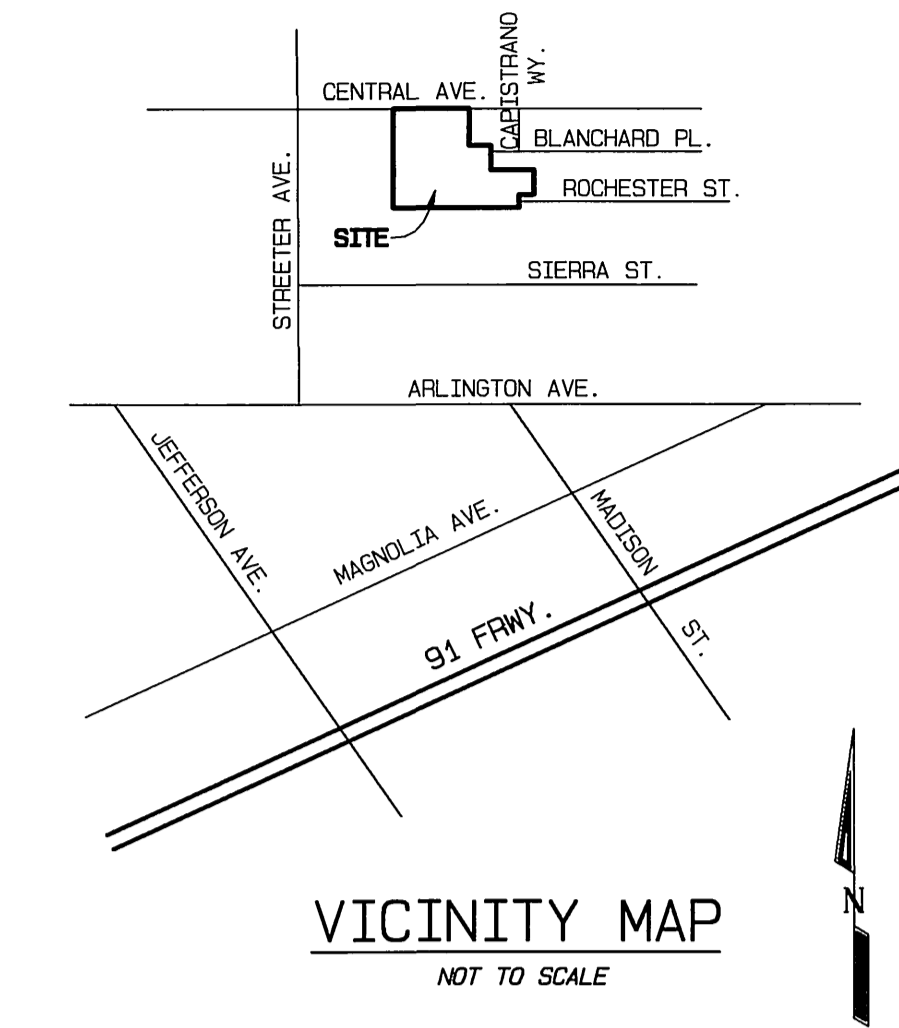 CAPISTRANO
WY.
CENTRAL AVE.
BLANCHARD PL.
STREETER AVE.
ROCHESTER ST.
SITE
SIERRA ST.
ARLINGTON AVE.
JEFFERSON AVE.
MAGNOLIA AVE.
MADISON
ST.
91 FRWY.
VICINITY MAP
NOT TO SCALE
N